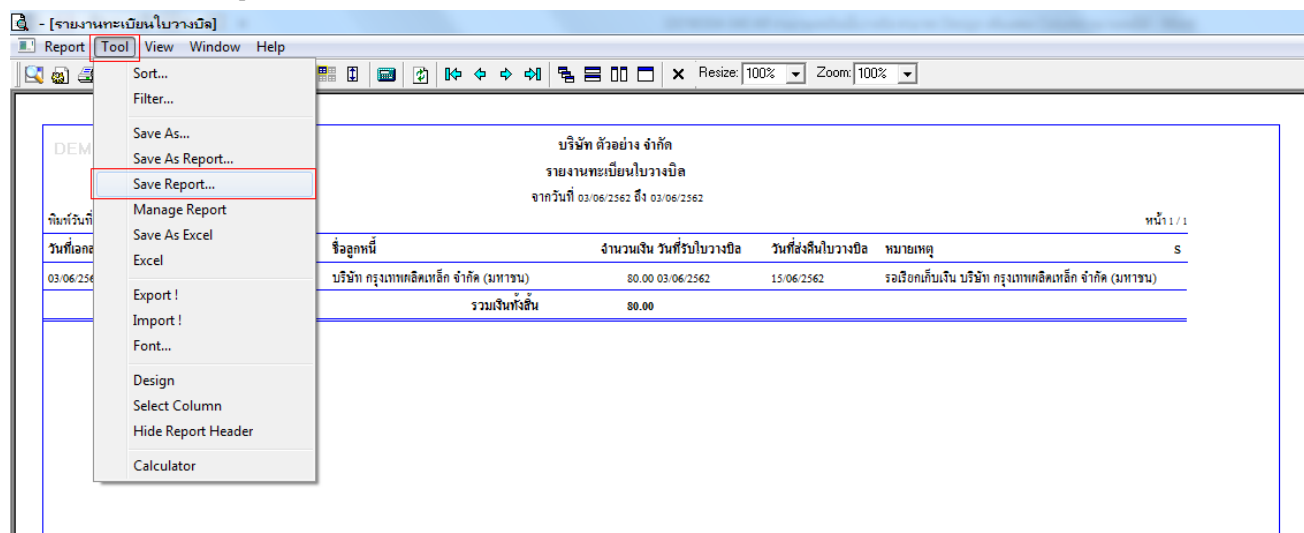 - [รายงานทะเบียนใบวางบิล]
Report Tool View Window Help
Resize: 100% Zoom: 100%
Sort...
Filter...
Save As...
Save As Report...
Save Report...
Manage Report
Save As Excel
Excel
Export !
Import !
Font...
Design
Select Column
Hide Report Header
Calculator
DEM
บริษัท ตัวอย่าง จำกัด
รายงานทะเบียนใบวางบิล
จากวันที่ 03/06/2562 ถึง 03/06/2562
พิมพ์วันที่ หน้า 1 / 1
วันที่เอกส ชื่อลูกหนี้ จำนวนเงิน วันที่รับใบวางบิล วันที่ส่งคืนใบวางบิล หมายเหตุ S
03/06/256 บริษัท กรุงเทพผลิตเหล็ก จำกัด (มหาชน) 80.00 03/06/2562 15/06/2562 รอเรียกเก็บเงิน บริษัท กรุงเทพผลิตเหล็ก จำกัด (มหาชน)
รวมเงินทั้งสิ้น 80.00